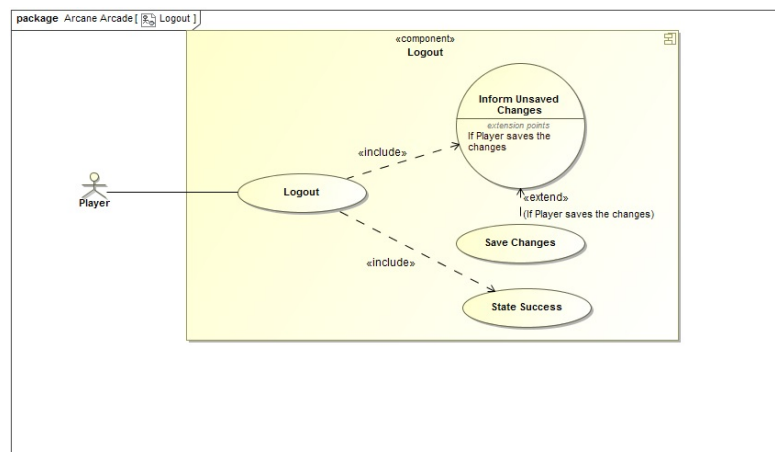 package Arcane Arcade [ Logout ]
«component»
Logout
Inform Unsaved
Changes
extension points
If Player saves the
changes
«include»
Logout
Player
«extend»
(If Player saves the changes)
Save Changes
«include»
State Success